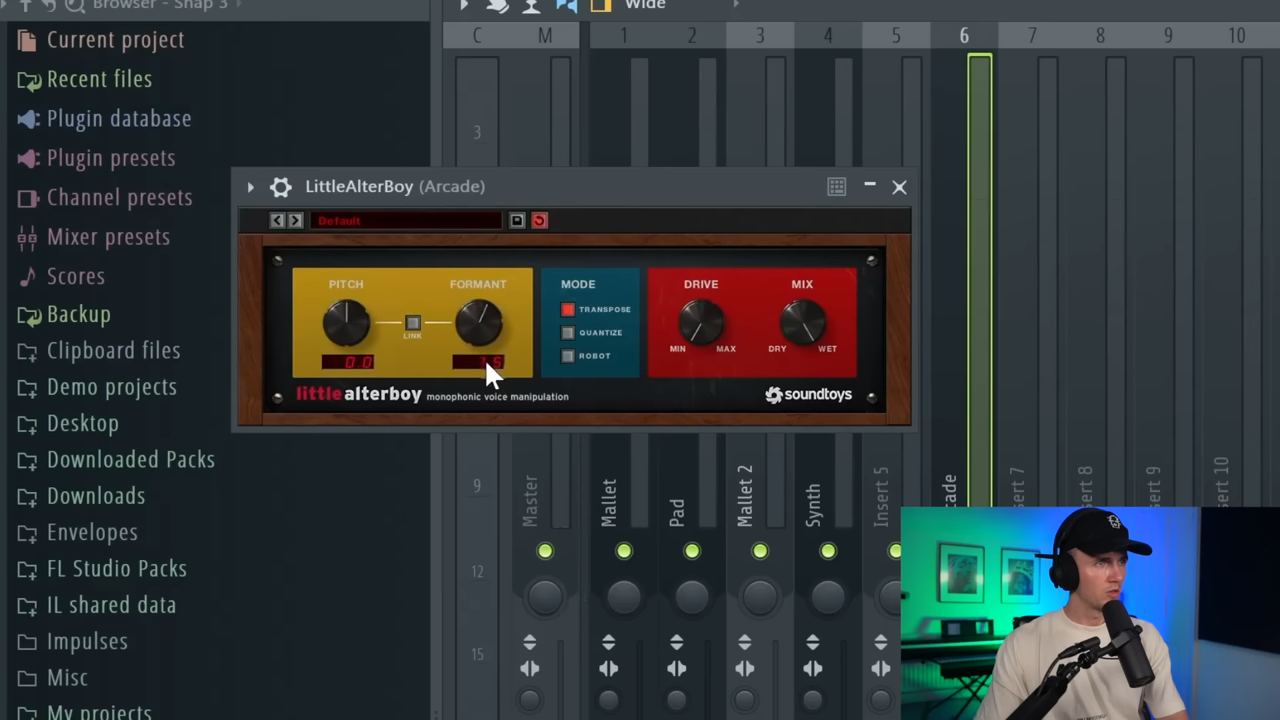 Browser - Snap 3
Wide
Current project
Recent files
Plugin database
Plugin presets
Channel presets
Mixer presets
Scores
Backup
Clipboard files
Demo projects
Desktop
Downloaded Packs
Downloads
Envelopes
FL Studio Packs
IL shared data
Impulses
Misc
My projects
C M 1 2 3 4 5 6 7 8 9 10
3
LittleAlterBoy (Arcade)
Default
PITCH
FORMANT
MODE
DRIVE
MIX
TRANSPOSE
QUANTIZE
ROBOT
LINK
MIN MAX
DRY WET
0.0
littlealterboy monophonic voice manipulation
soundtoys
9
Master
Mallet
Pad
Mallet 2
Synth
Insert 5
Insert 7
Insert 8
Insert 9
Insert 10
12
15